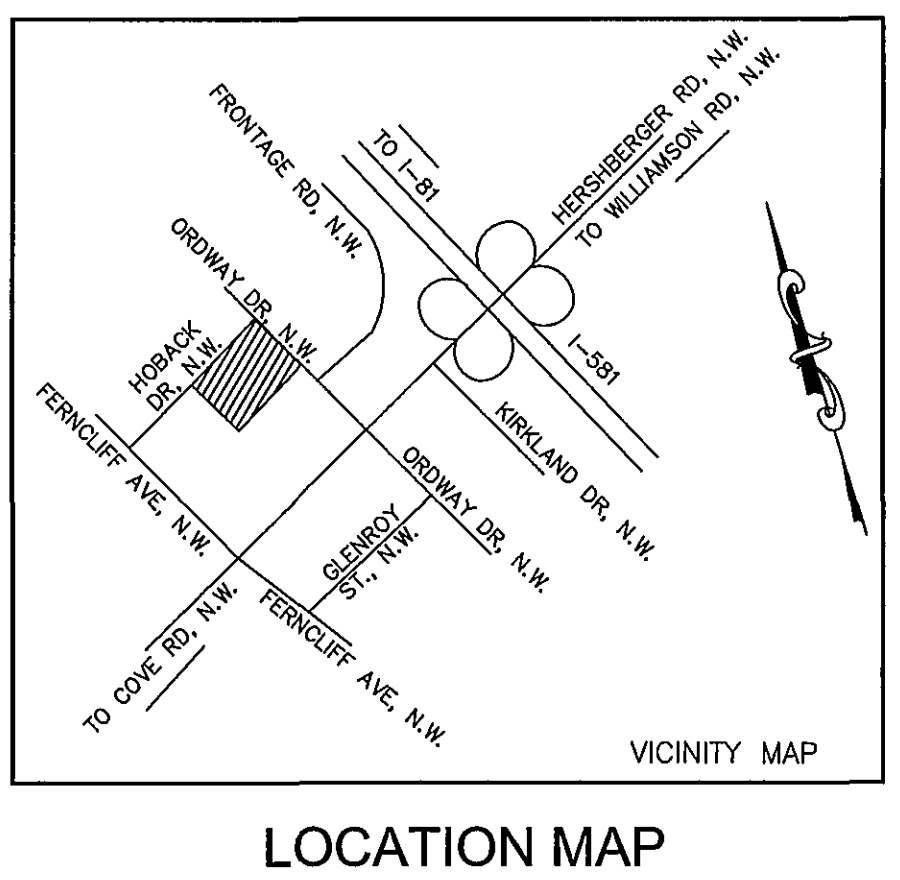 HERSHBERGER RD, N.W.
TO WILLIAMSON RD, N.W.
FRONTAGE RD, N.W.
TO I-81
ORDWAY DR, N.W.
HOBACK
DR, N.W.
I-581
FERNCLIFF AVE, N.W.
KIRKLAND DR, N.W.
ORDWAY DR, N.W.
GLENROY
ST., N.W.
FERNCLIFF AVE, N.W.
TO COVE RD, N.W.
VICINITY MAP
LOCATION MAP